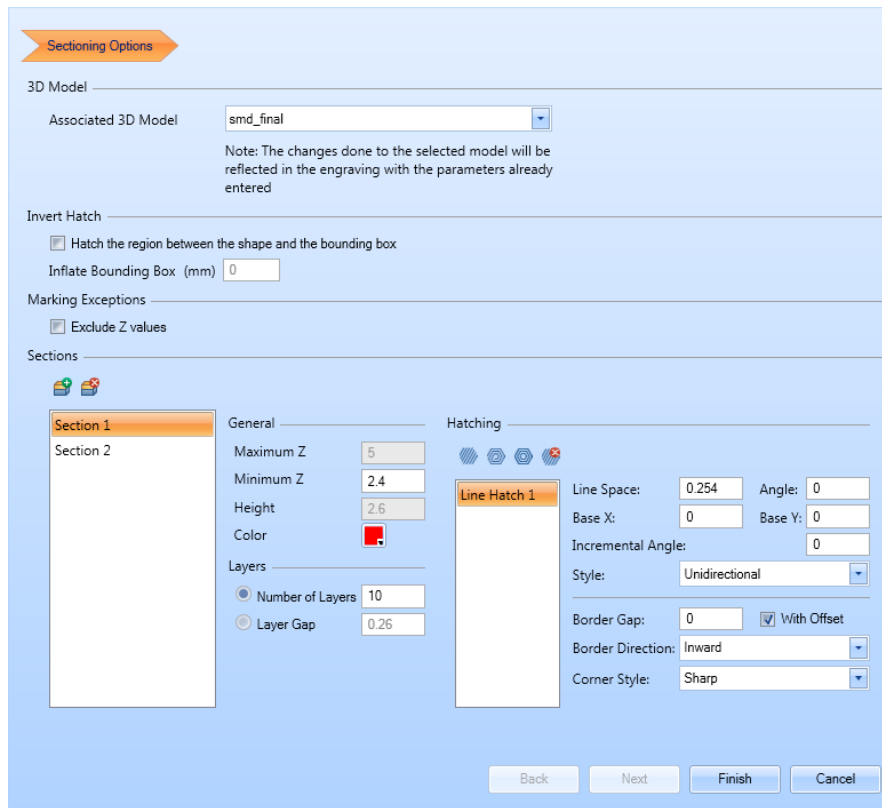 Sectioning Options
3D Model
Associated 3D Model smd_final
Note: The changes done to the selected model will be
reflected in the engraving with the parameters already
entered
Invert Hatch
Hatch the region between the shape and the bounding box
Inflate Bounding Box (mm) 0
Marking Exceptions
Exclude Z values
Sections
Section 1
Section 2
General
Maximum Z 5
Minimum Z 2.4
Height 2.6
Color
Layers
Number of Layers 10
Layer Gap 0.26
Hatching
Line Hatch 1
Line Space: 0.254 Angle: 0
Base X: 0 Base Y: 0
Incremental Angle: 0
Style: Unidirectional
Border Gap: 0 With Offset
Border Direction: Inward
Corner Style: Sharp
Back Next Finish Cancel